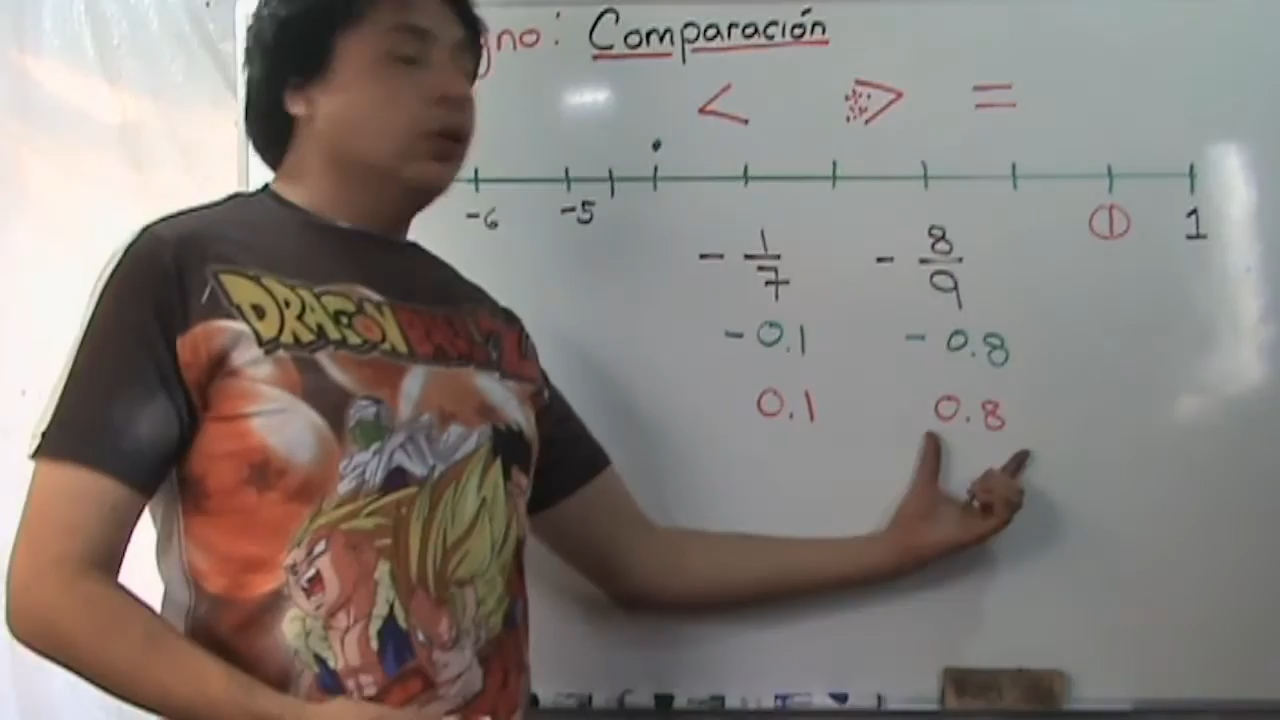 gno: Comparación
< > =
-6 -5 0 1
- 1/7 - 8/9
- 0.1 - 0.8
0.1 0.8
DRAGON BALL Z